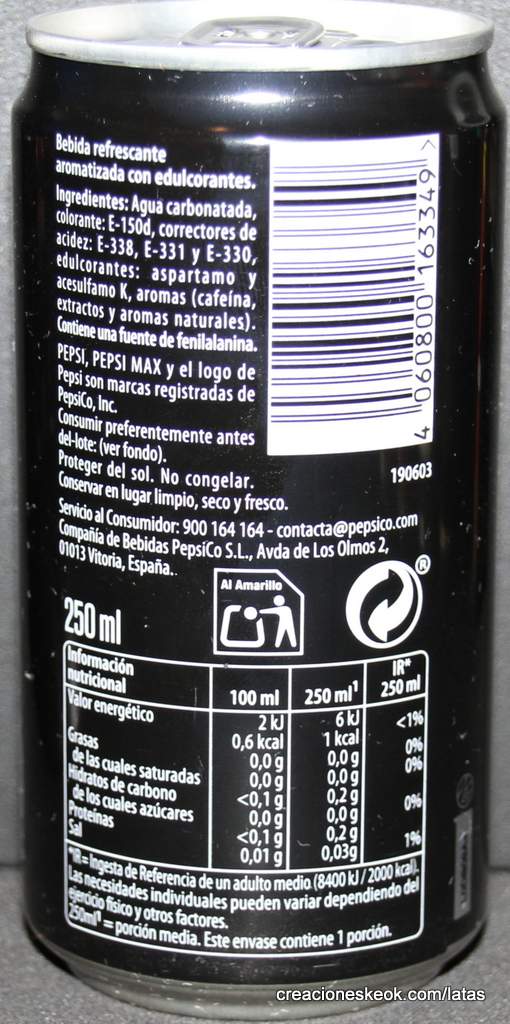 Bebida refrescante
aromatizada con edulcorantes.
Ingredientes: Agua carbonatada,
colorante: E-150d, correctores de
acidez: E-338, E-331 y E-330,
edulcorantes: aspartamo y
acesulfamo K, aromas (cafeína,
extractos y aromas naturales).
Contiene una fuente de fenilalanina.
PEPSI, PEPSI MAX y el logo de
Pepsi son marcas registradas de
PepsiCo, Inc.
Consumir preferentemente antes
del-lote: (ver fondo).
Proteger del sol. No congelar.
Conservar en lugar limpio, seco y fresco.
4 060800 163349 >
190603
Servicio al Consumidor: 900 164 164 - contacta@pepsico.com
Compañía de Bebidas PepsiCo S.L., Avda de Los Olmos 2,
01013 Vitoria, España.
Al Amarillo
®
250 ml
Información
nutricional
100 ml 250 ml¹ IR* 250 ml
Valor energético 2 kJ 6 kJ <1%
0,6 kcal 1 kcal
Grasas 0,0 g 0,0 g 0%
de las cuales saturadas 0,0 g 0,0 g 0%
Hidratos de carbono <0,1 g 0,2 g
de los cuales azúcares 0,0 g 0,0 g 0%
Proteínas <0,1 g 0,2 g
Sal 0,01 g 0,03g 1%
*IR = Ingesta de Referencia de un adulto medio (8400 kJ / 2000 kcal).
Las necesidades individuales pueden variar dependiendo del
ejercicio físico y otros factores.
250ml¹ = porción media. Este envase contiene 1 porción.
creacioneskeok.com/latas